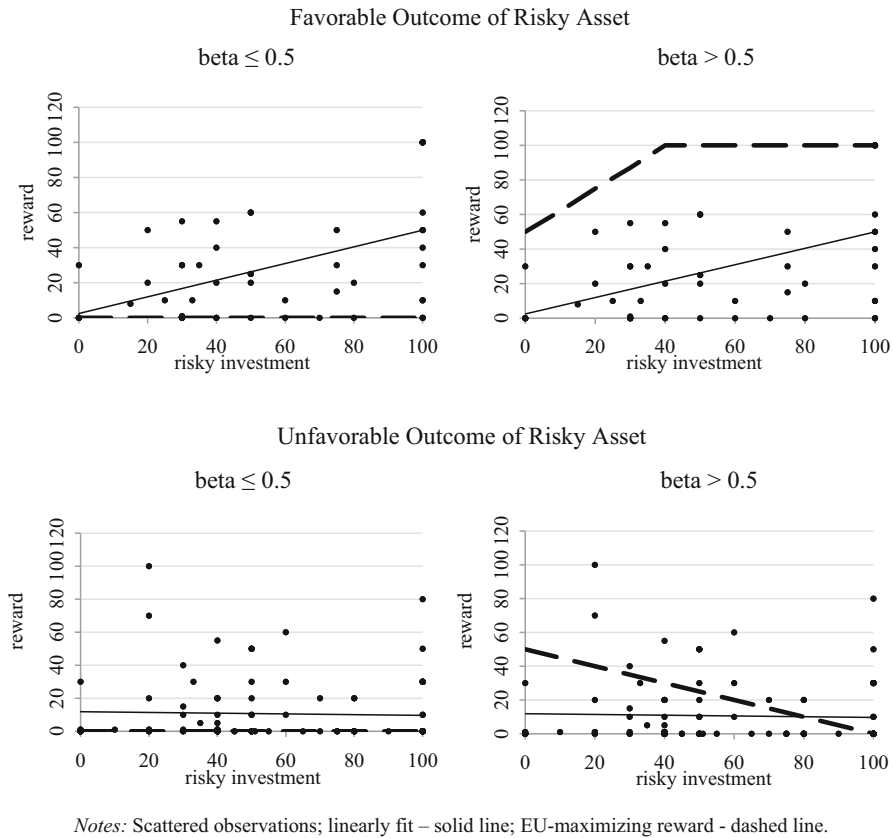 Favorable Outcome of Risky Asset
beta ≤ 0.5
beta > 0.5
reward
0 20 40 60 80 100 120
0 20 40 60 80 100
risky investment
reward
0 20 40 60 80 100 120
0 20 40 60 80 100
risky investment
Unfavorable Outcome of Risky Asset
beta ≤ 0.5
beta > 0.5
reward
0 20 40 60 80 100 120
0 20 40 60 80 100
risky investment
reward
0 20 40 60 80 100 120
0 20 40 60 80 100
risky investment
Notes: Scattered observations; linearly fit – solid line; EU-maximizing reward - dashed line.